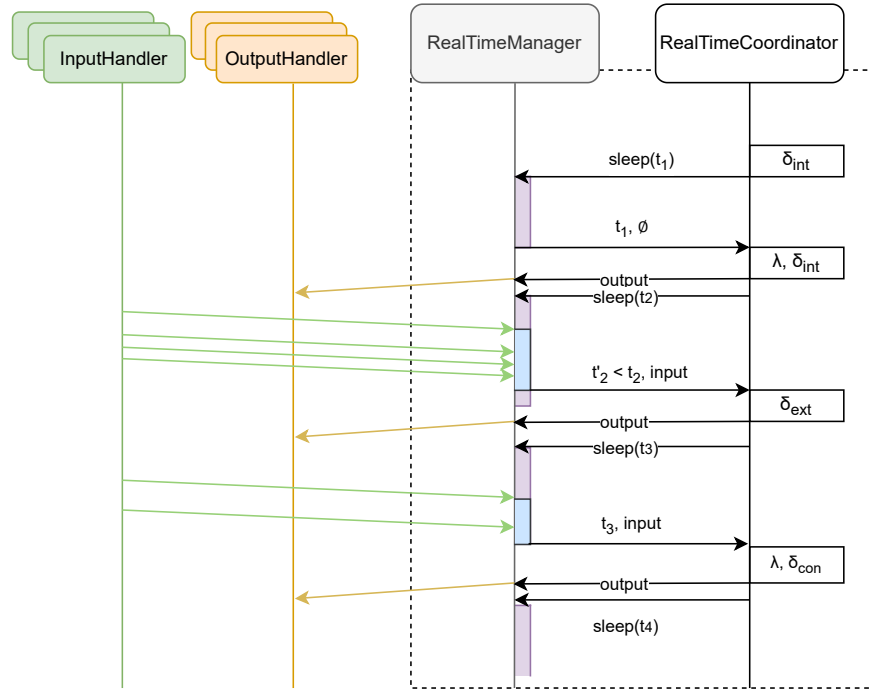 InputHandler
OutputHandler
RealTimeManager
RealTimeCoordinator
sleep(t1)
δint
t1, ∅
λ, δint
output
sleep(t2)
t'2 < t2, input
δext
output
sleep(t3)
t3, input
λ, δcon
output
sleep(t4)